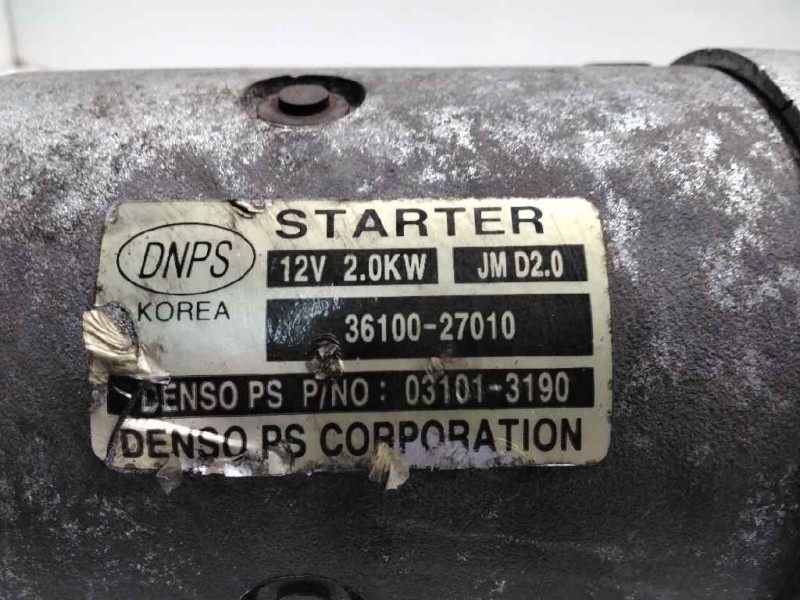 STARTER
DNPS
12V 2.0KW JM D2.0
KOREA
36100-27010
DENSO PS P/NO: 03101-3190
DENSO PS CORPORATION